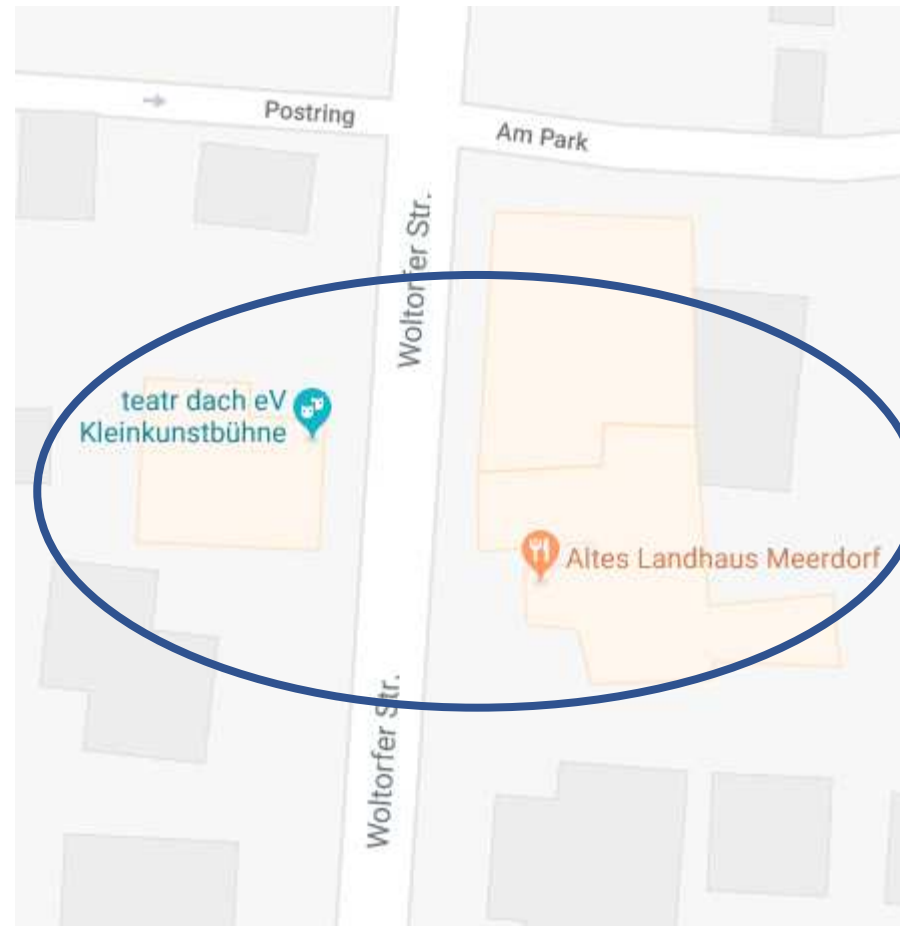 Postring
Am Park
Woltorfer Str.
teatr dach eV
Kleinkunstbühne
Altes Landhaus Meerdorf
Woltorfer Str.